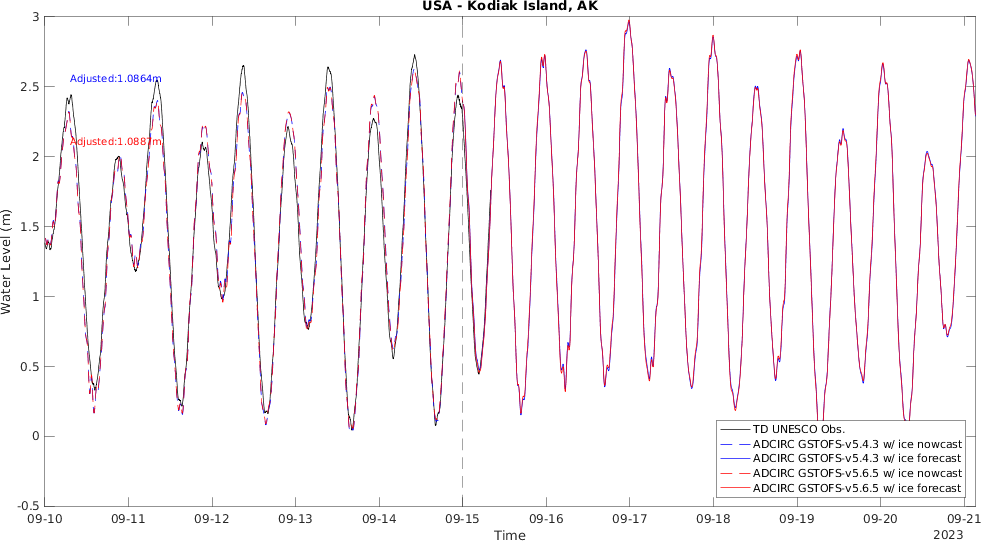 USA - Kodiak Island, AK
3
2.5
2
1.5
1
0.5
0
-0.5
Water Level (m)
Adjusted:1.0864m
Adjusted:1.0887m
TD UNESCO Obs.
ADCIRC GSTOFS-v5.4.3 w/ ice nowcast
ADCIRC GSTOFS-v5.4.3 w/ ice forecast
ADCIRC GSTOFS-v5.6.5 w/ ice nowcast
ADCIRC GSTOFS-v5.6.5 w/ ice forecast
09-10 09-11 09-12 09-13 09-14 09-15 09-16 09-17 09-18 09-19 09-20 09-21
Time
2023